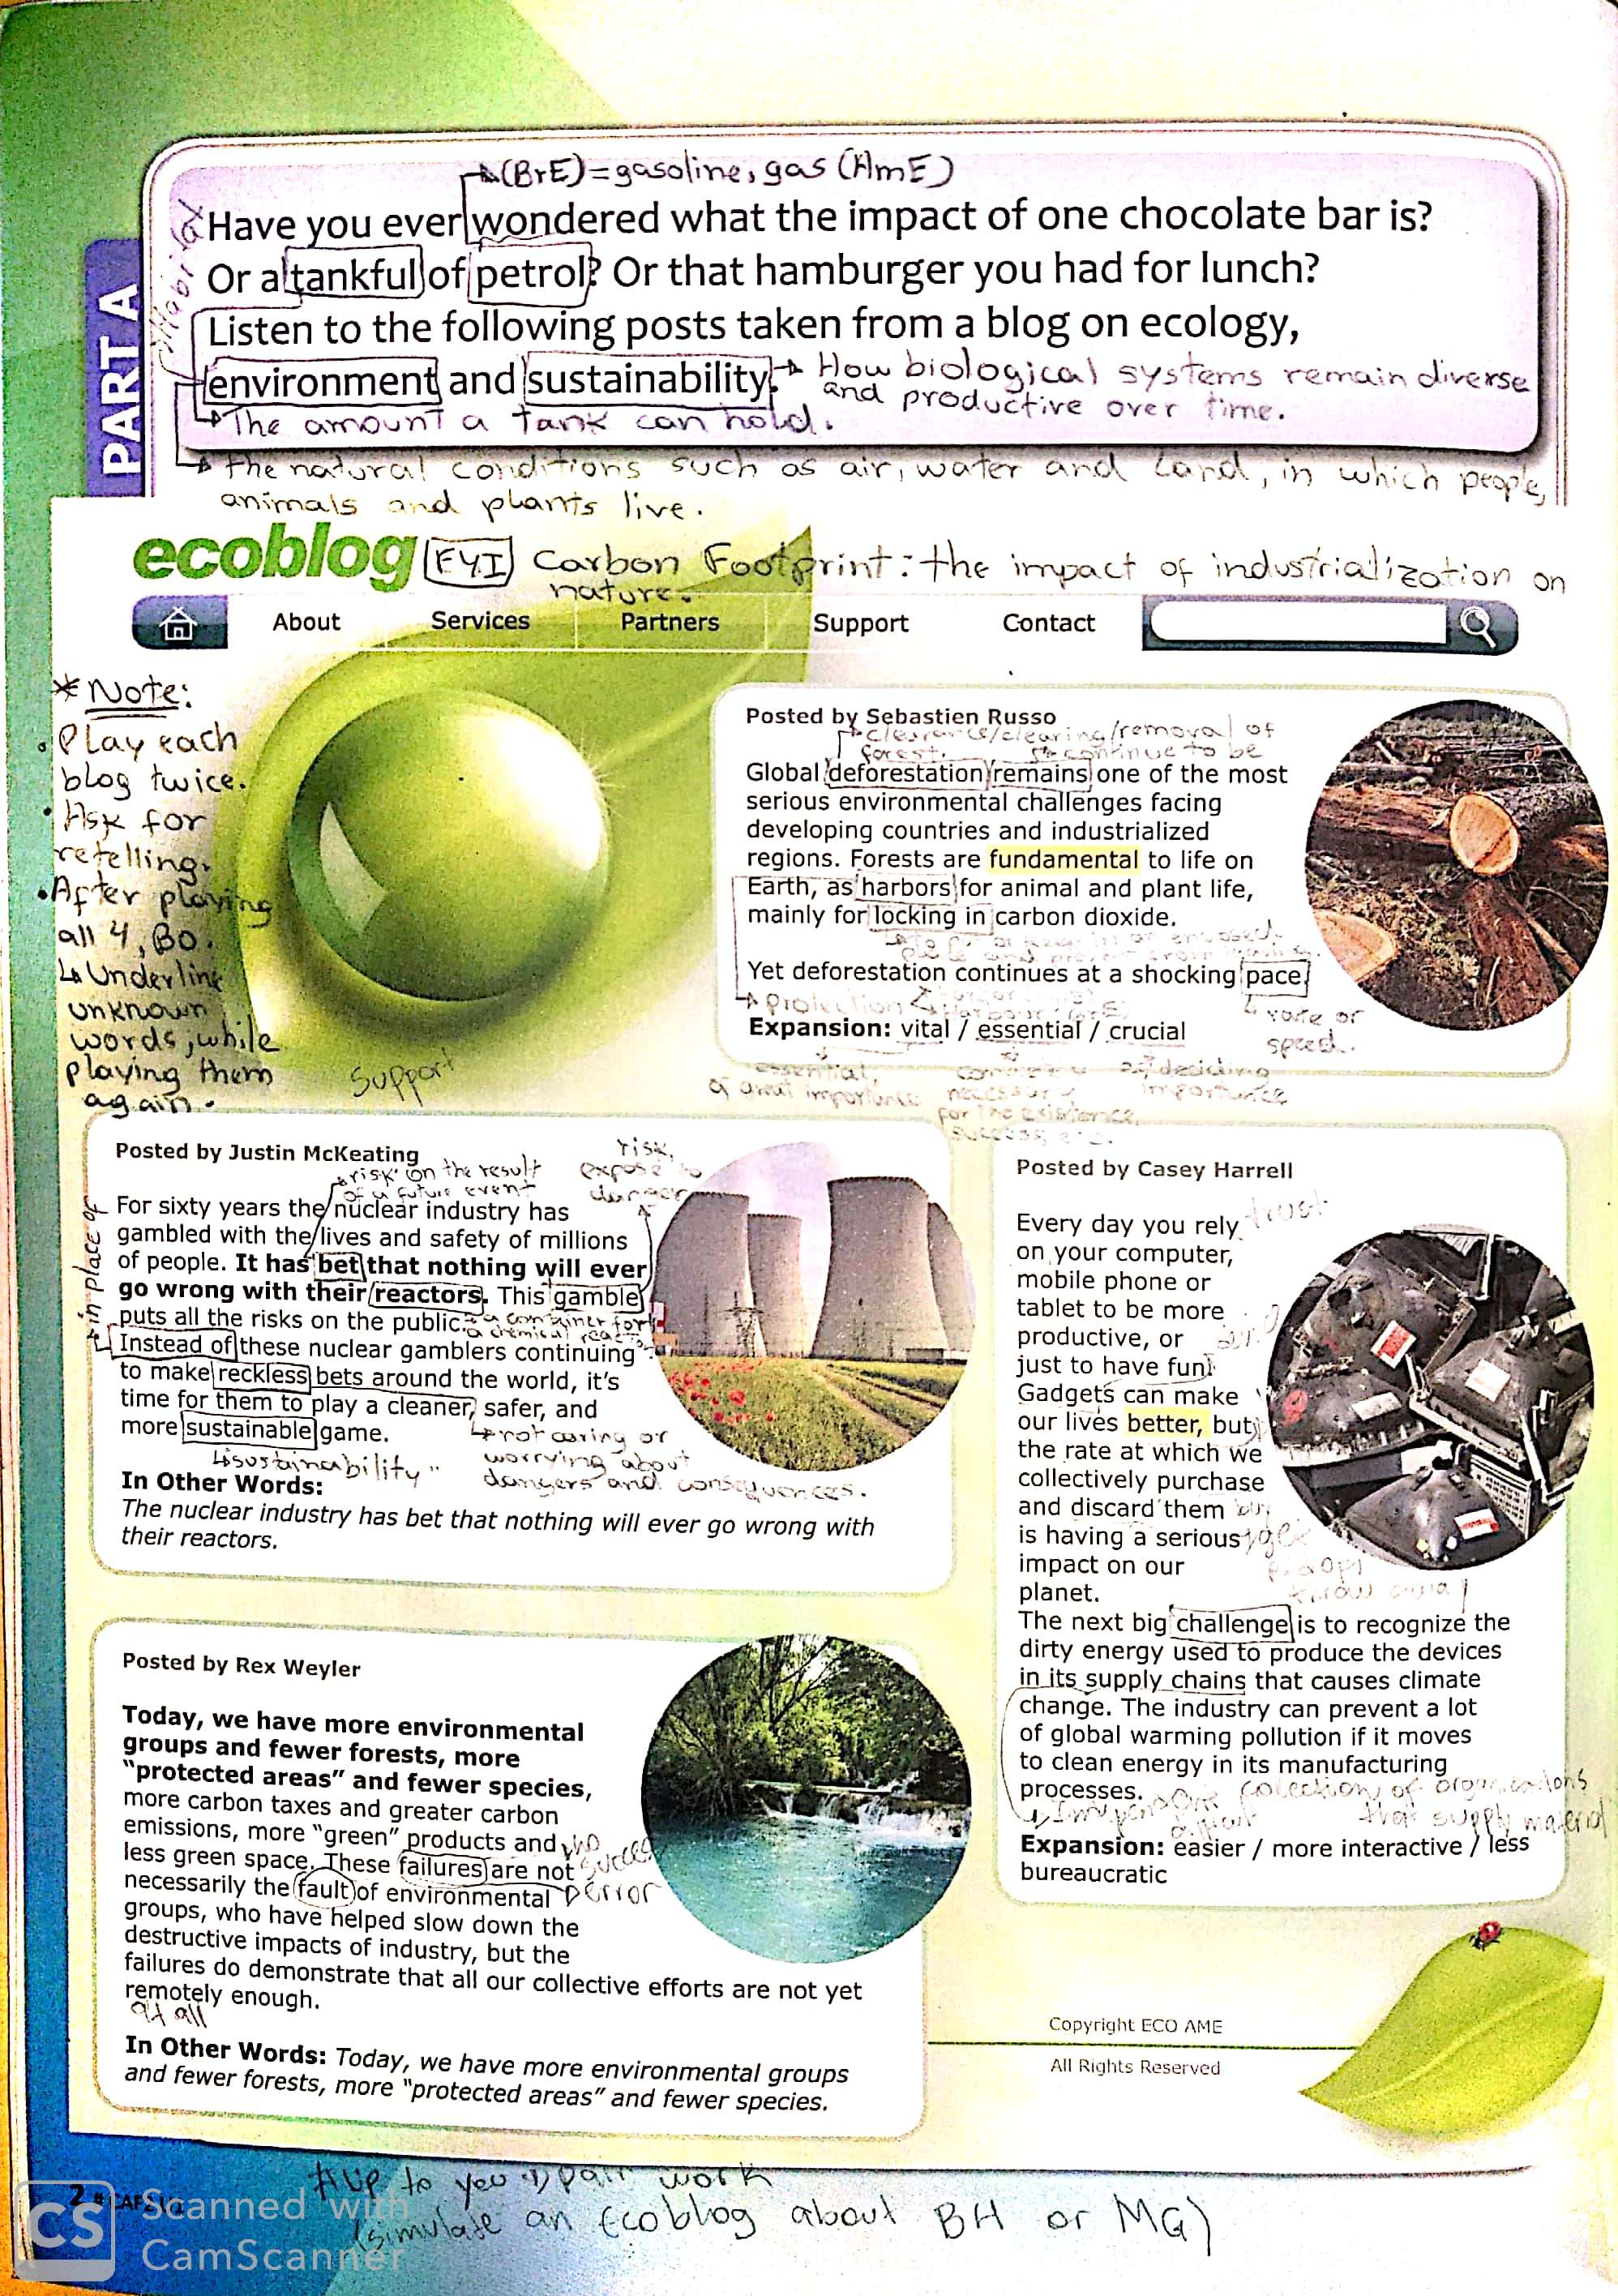 (BrE)=gasoline, gas (AmE)
Have you ever wondered what the impact of one chocolate bar is?
Or a tankful of petrol? Or that hamburger you had for lunch?
Listen to the following posts taken from a blog on ecology,
environment and sustainability.
How biological systems remain diverse
and productive over time.
The amount a tank can hold.
PART A
the natural conditions such as air, water and land, in which people,
animals and plants live.
ecoblog
FYI Carbon Footprint: the impact of industrialization on
nature.
About Services Partners Support Contact
* Note:
• Play each
blog twice.
• Ask for
retelling.
• After playing
all 4, BO.
Underline
unknown
words, while
playing them
again.
Support
Posted by Sebastien Russo
clearance/clearing/removal of
forest. continue to be
Global deforestation remains one of the most
serious environmental challenges facing
developing countries and industrialized
regions. Forests are fundamental to life on
Earth, as harbors for animal and plant life,
mainly for locking in carbon dioxide.
Yet deforestation continues at a shocking pace
protection
rate or
speed.
Expansion: vital / essential / crucial
essential,
of great importance
necessary
for the existence,
success etc.
deciding
importance
Posted by Justin McKeating
risk on the result
of a future event
risk,
expose to
danger
in place of
For sixty years the nuclear industry has
gambled with the lives and safety of millions
of people. It has bet that nothing will ever
go wrong with their reactors. This gamble
puts all the risks on the public.
a container for
a chemical
Instead of these nuclear gamblers continuing
to make reckless bets around the world, it's
time for them to play a cleaner, safer, and
more sustainable game.
sustainability
not caring or
worrying about
dangers and consequences.
In Other Words:
The nuclear industry has bet that nothing will ever go wrong with
their reactors.
Posted by Casey Harrell
Every day you rely
trust
on your computer,
mobile phone or
tablet to be more
productive, or
just to have fun.
Gadgets can make
our lives better, but
the rate at which we
collectively purchase
and discard them
buy
is having a serious
impact on our
planet.
throw away
The next big challenge is to recognize the
dirty energy used to produce the devices
in its supply chains that causes climate
change. The industry can prevent a lot
of global warming pollution if it moves
to clean energy in its manufacturing
processes.
collection of organizations
that supply material
Expansion: easier / more interactive / less
bureaucratic
Posted by Rex Weyler
Today, we have more environmental
groups and fewer forests, more
"protected areas" and fewer species,
more carbon taxes and greater carbon
emissions, more "green" products and
less green space. These failures are not
no
success
necessarily the fault of environmental
error
groups, who have helped slow down the
destructive impacts of industry, but the
failures do demonstrate that all our collective efforts are not yet
remotely enough.
at all
In Other Words: Today, we have more environmental groups
and fewer forests, more "protected areas" and fewer species.
Copyright ECO AME
All Rights Reserved
# Up to you pair work
(simulate an Ecoblog about BH or MG)
2
CS Scanned with
CamScanner